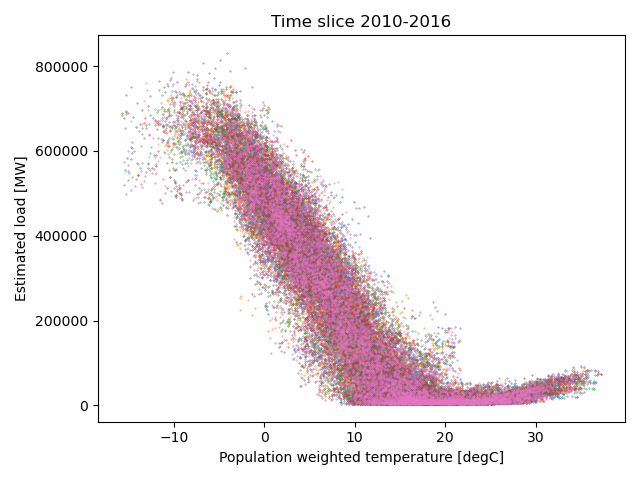 Time slice 2010-2016
800000
600000
400000
200000
0
Estimated load [MW]
−10 0 10 20 30
Population weighted temperature [degC]